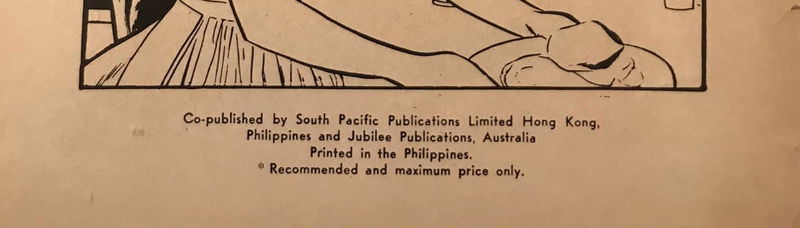 Co-published by South Pacific Publications Limited Hong Kong,
Philippines and Jubilee Publications, Australia
Printed in the Philippines.
* Recommended and maximum price only.